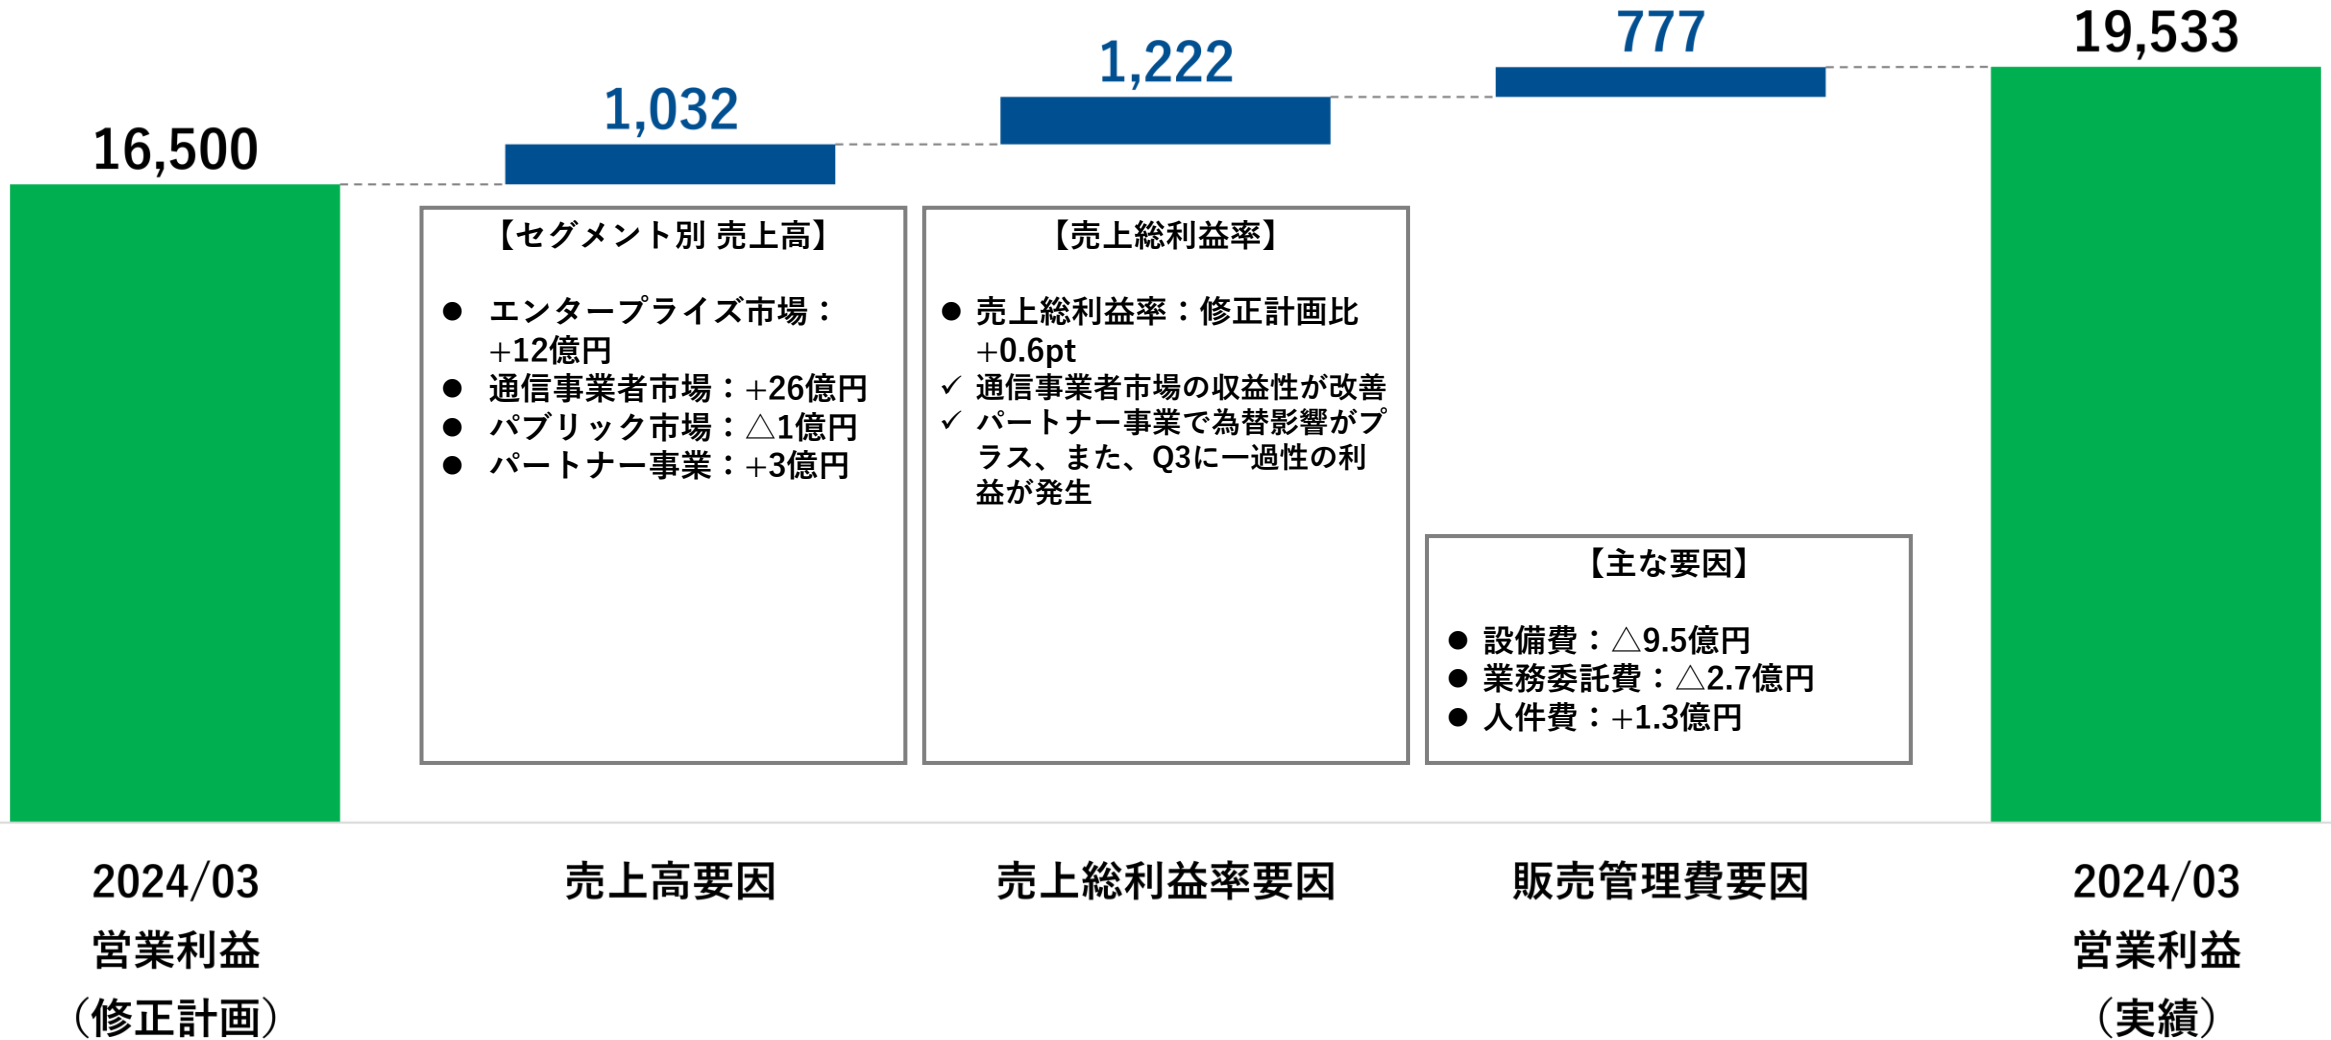 16,500
1,032
1,222
777
19,533
【セグメント別 売上高】
● エンタープライズ市場：
+12億円
● 通信事業者市場：+26億円
● パブリック市場：△1億円
● パートナー事業：+3億円
【売上総利益率】
● 売上総利益率：修正計画比
+0.6pt
✓ 通信事業者市場の収益性が改善
✓ パートナー事業で為替影響がプ
ラス、また、Q3に一過性の利
益が発生
【主な要因】
● 設備費：△9.5億円
● 業務委託費：△2.7億円
● 人件費：+1.3億円
2024/03
営業利益
（修正計画）
売上高要因
売上総利益率要因
販売管理費要因
2024/03
営業利益
（実績）